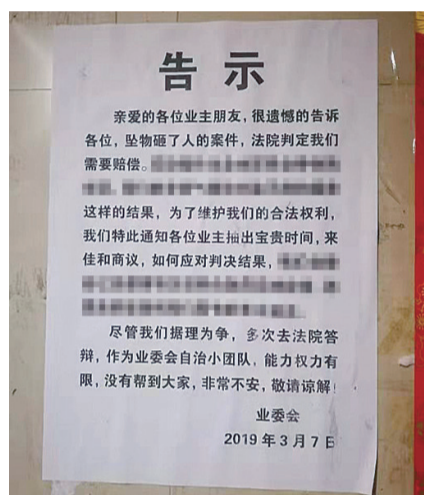 告示
亲爱的各位业主朋友，很遗憾的告诉
各位，坠物砸了人的案件，法院判定我们
需要赔偿。
这样的结果，为了维护我们的合法权利，
我们特此通知各位业主抽出宝贵时间，来
佳和商议，如何应对判决结果，
尽管我们据理为争，多次去法院答
辩，作为业委会自治小团队，能力权力有
限，没有帮到大家，非常不安，敬请谅解！
业委会
2019年3月7日